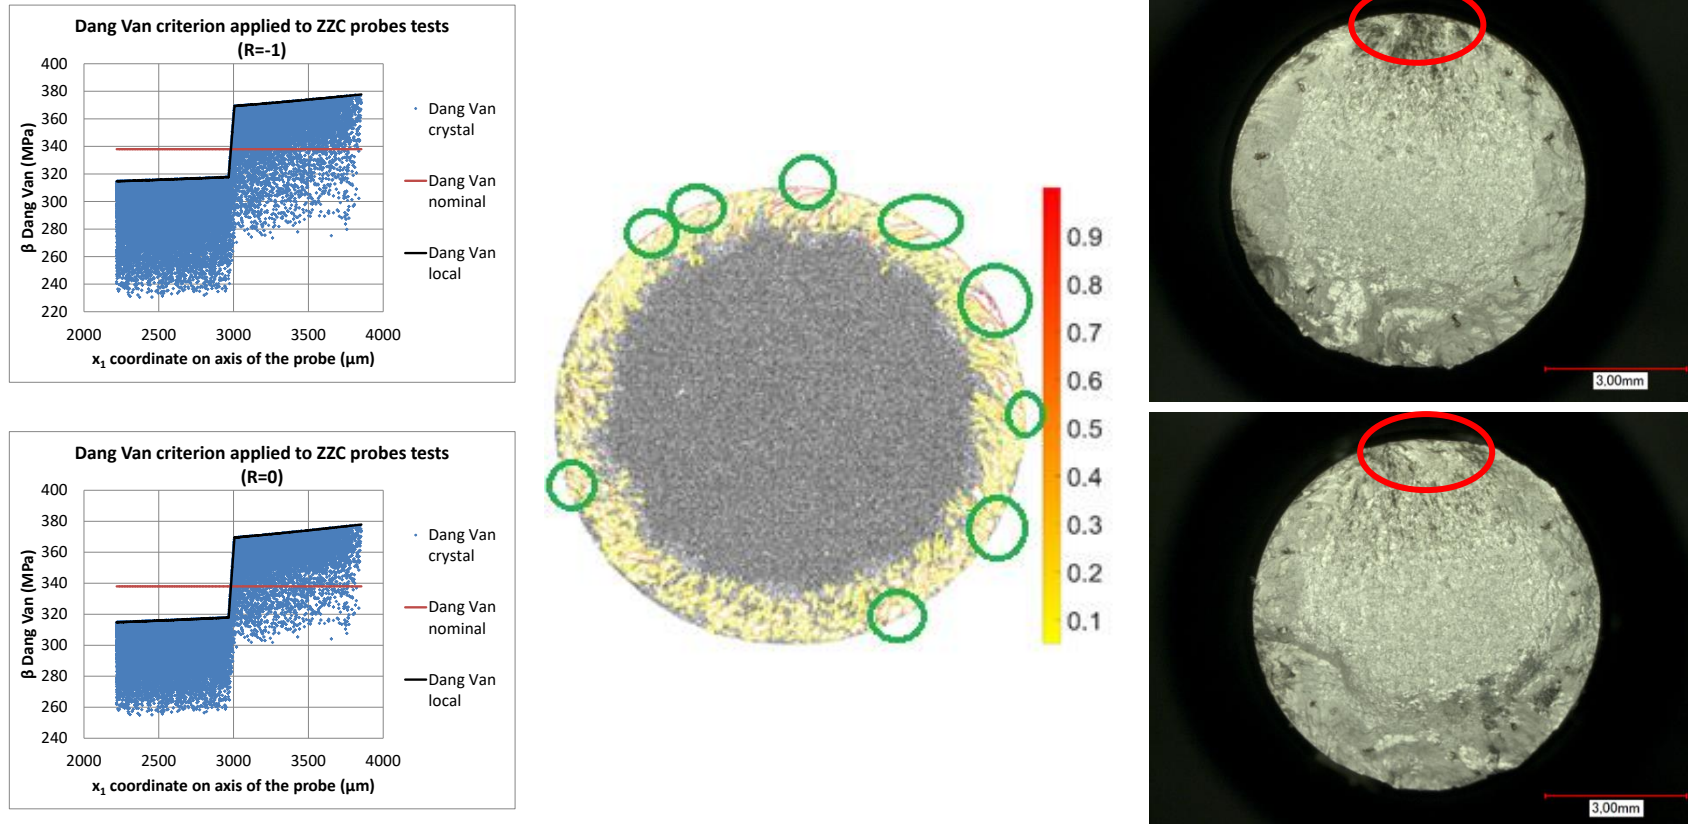 Dang Van criterion applied to ZZC probes tests
(R=-1)
400
380
360
340
320
300
280
260
240
220
β Dang Van (MPa)
2000
2500
3000
3500
4000
x1 coordinate on axis of the probe (μm)
Dang Van
crystal
Dang Van
nominal
Dang Van
local
Dang Van criterion applied to ZZC probes tests
(R=0)
400
380
360
340
320
300
280
260
240
β Dang Van (MPa)
2000
2500
3000
3500
4000
x1 coordinate on axis of the probe (μm)
Dang Van
crystal
Dang Van
nominal
Dang Van
local
0.9
0.8
0.7
0.6
0.5
0.4
0.3
0.2
0.1
3,00mm
3,00mm